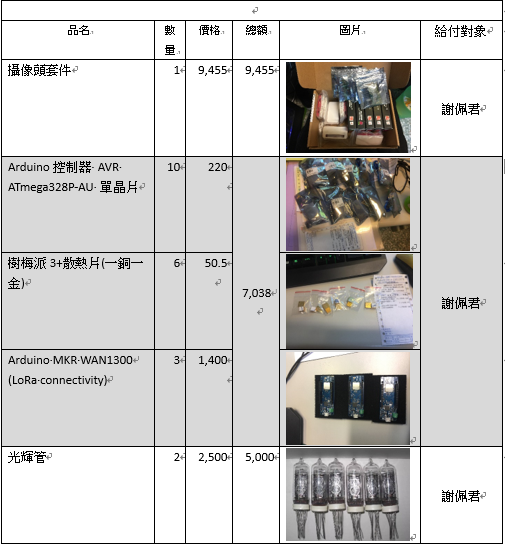 品名 數量 價格 總額 圖片 給付對象
攝像頭套件 1 9,455 9,455 謝佩君
Arduino 控制器 AVR ATmega328P-AU 單晶片 10 220
樹梅派 3+散熱片(一銅一金) 6 50.5 7,038 謝佩君
Arduino MKR WAN1300 (LoRa connectivity) 3 1,400
光輝管 2 2,500 5,000 謝佩君